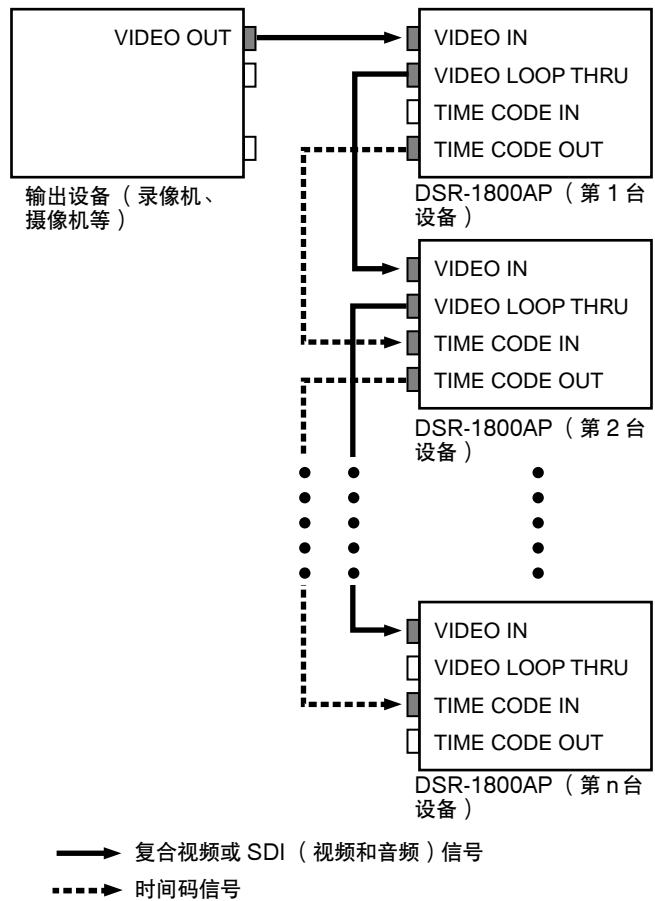 VIDEO OUT
输出设备（录像机、
摄像机等）
VIDEO IN
VIDEO LOOP THRU
TIME CODE IN
TIME CODE OUT
DSR-1800AP（第 1 台
设备）
VIDEO IN
VIDEO LOOP THRU
TIME CODE IN
TIME CODE OUT
DSR-1800AP（第 2 台
设备）
VIDEO IN
VIDEO LOOP THRU
TIME CODE IN
TIME CODE OUT
DSR-1800AP（第 n 台
设备）
复合视频或 SDI（视频和音频）信号
时间码信号